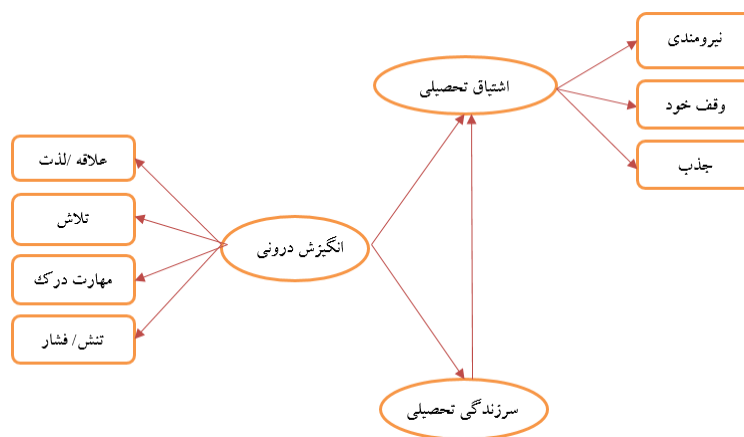 نیرومندی
اشتیاق تحصیلی
وقف خود
جذب
علاقه /لذت
تلاش
انگیزش درونی
مهارت درک
تنش/ فشار
سرزندگی تحصیلی